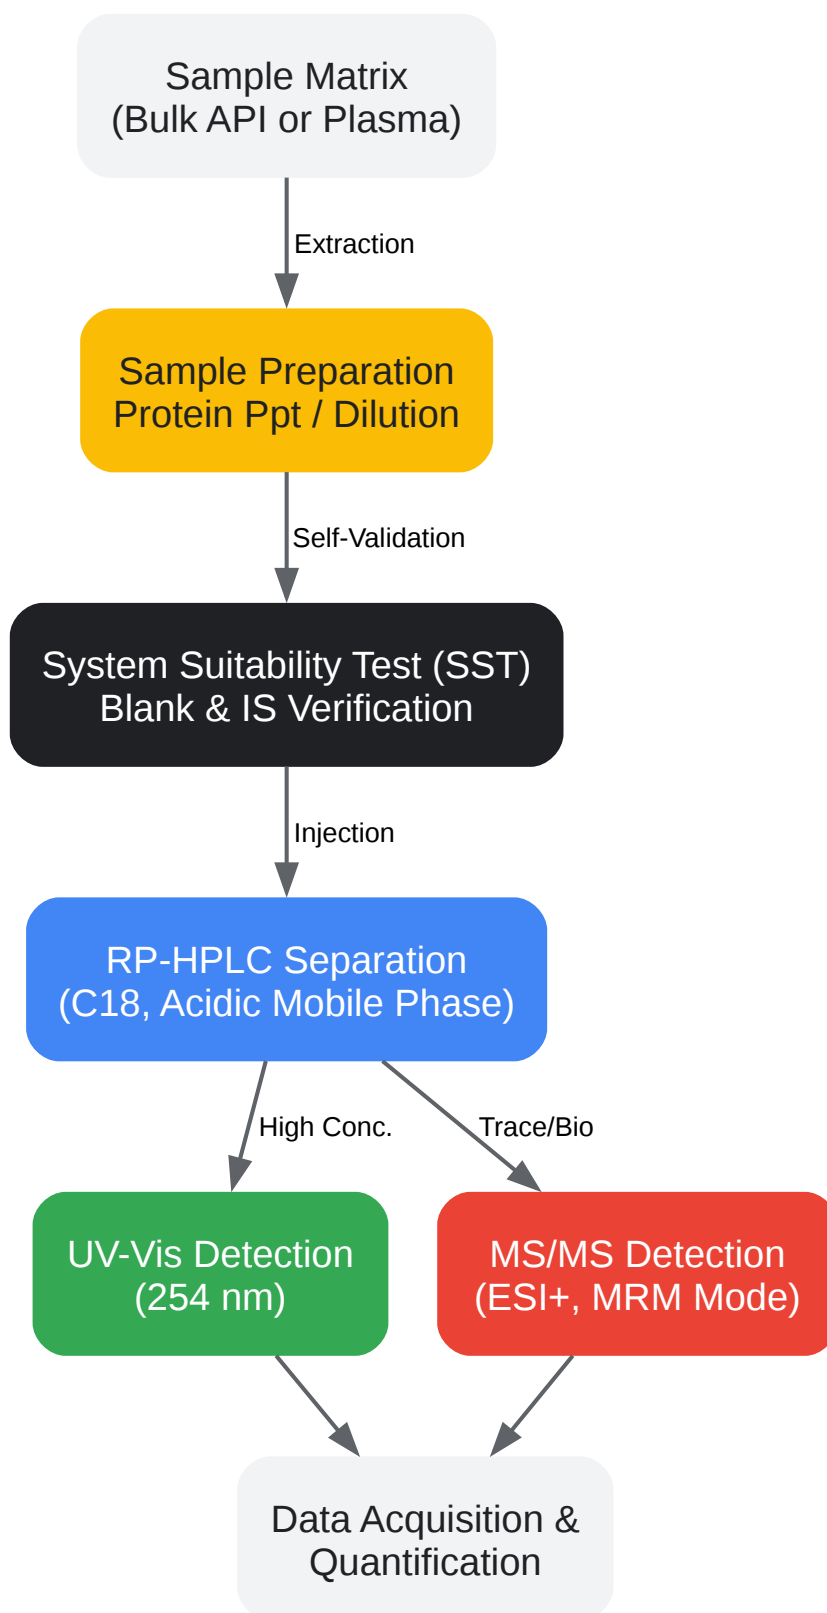 Sample Matrix
(Bulk API or Plasma)
Extraction
Sample Preparation
Protein Ppt / Dilution
Self-Validation
System Suitability Test (SST)
Blank & IS Verification
Injection
RP-HPLC Separation
(C18, Acidic Mobile Phase)
High Conc.
Trace/Bio
UV-Vis Detection
(254 nm)
MS/MS Detection
(ESI+, MRM Mode)
Data Acquisition &
Quantification